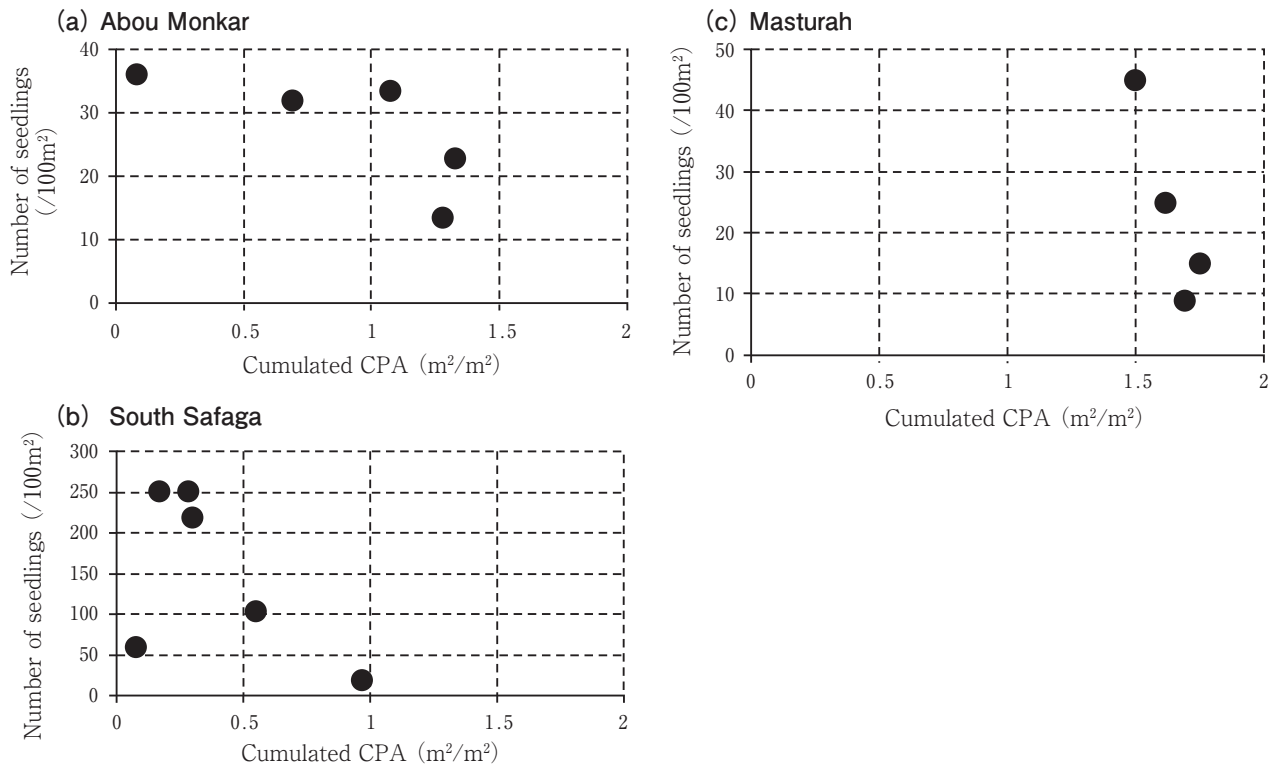 (a) Abou Monkar
Number of seedlings
(/100m²)
40
30
20
10
0
0 0.5 1 1.5 2
Cumulated CPA (m²/m²)
(b) South Safaga
Number of seedlings (/100m²)
300
250
200
150
100
50
0
0 0.5 1 1.5 2
Cumulated CPA (m²/m²)
(c) Masturah
Number of seedlings (/100m²)
50
40
30
20
10
0
0 0.5 1 1.5 2
Cumulated CPA (m²/m²)